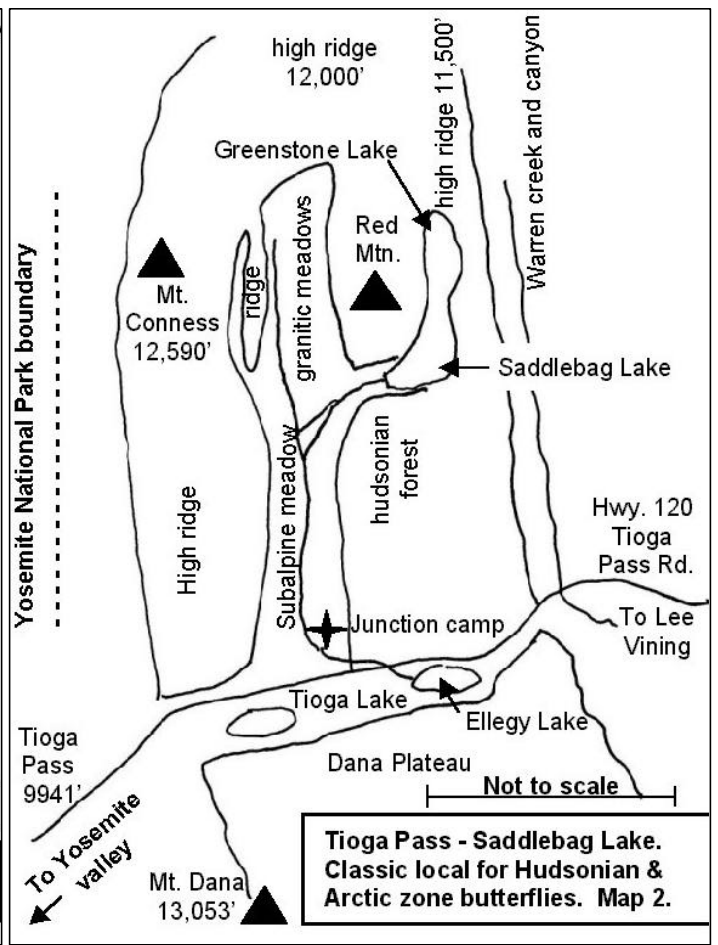 high ridge
12,000’
high ridge 11,500’
Warren creek and canyon
Greenstone Lake
Red
Mtn.
granitic meadows
ridge
Mt.
Conness
12,590’
Yosemite National Park boundary
Saddlebag Lake
hudsonian
forest
Subalpine meadow
High ridge
Hwy. 120
Tioga
Pass Rd.
To Lee
Vining
Junction camp
Tioga Lake
Ellegy Lake
Tioga
Pass
9941’
Dana Plateau
Not to scale
To Yosemite
valley
Mt. Dana
13,053’
Tioga Pass - Saddlebag Lake.
Classic local for Hudsonian &
Arctic zone butterflies. Map 2.